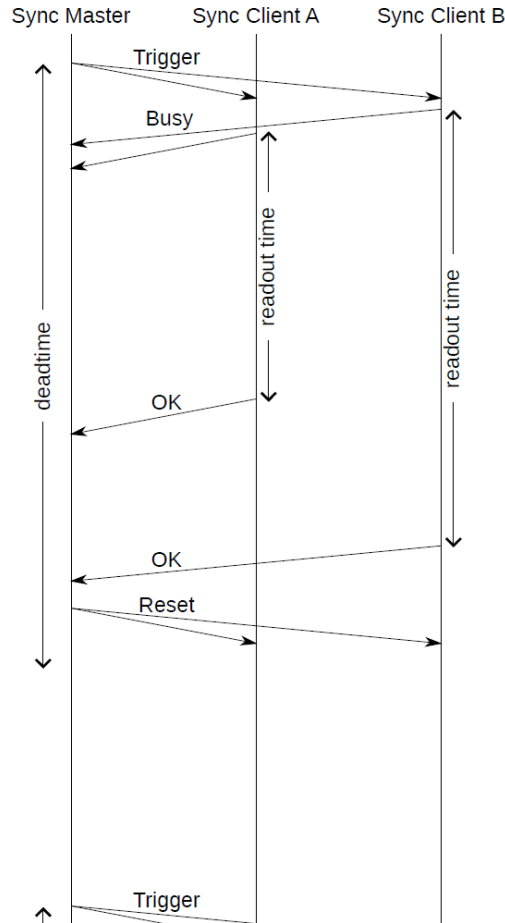 Sync Master Sync Client A Sync Client B
Trigger
Busy
readout time
readout time
deadtime
OK
OK
Reset
Trigger